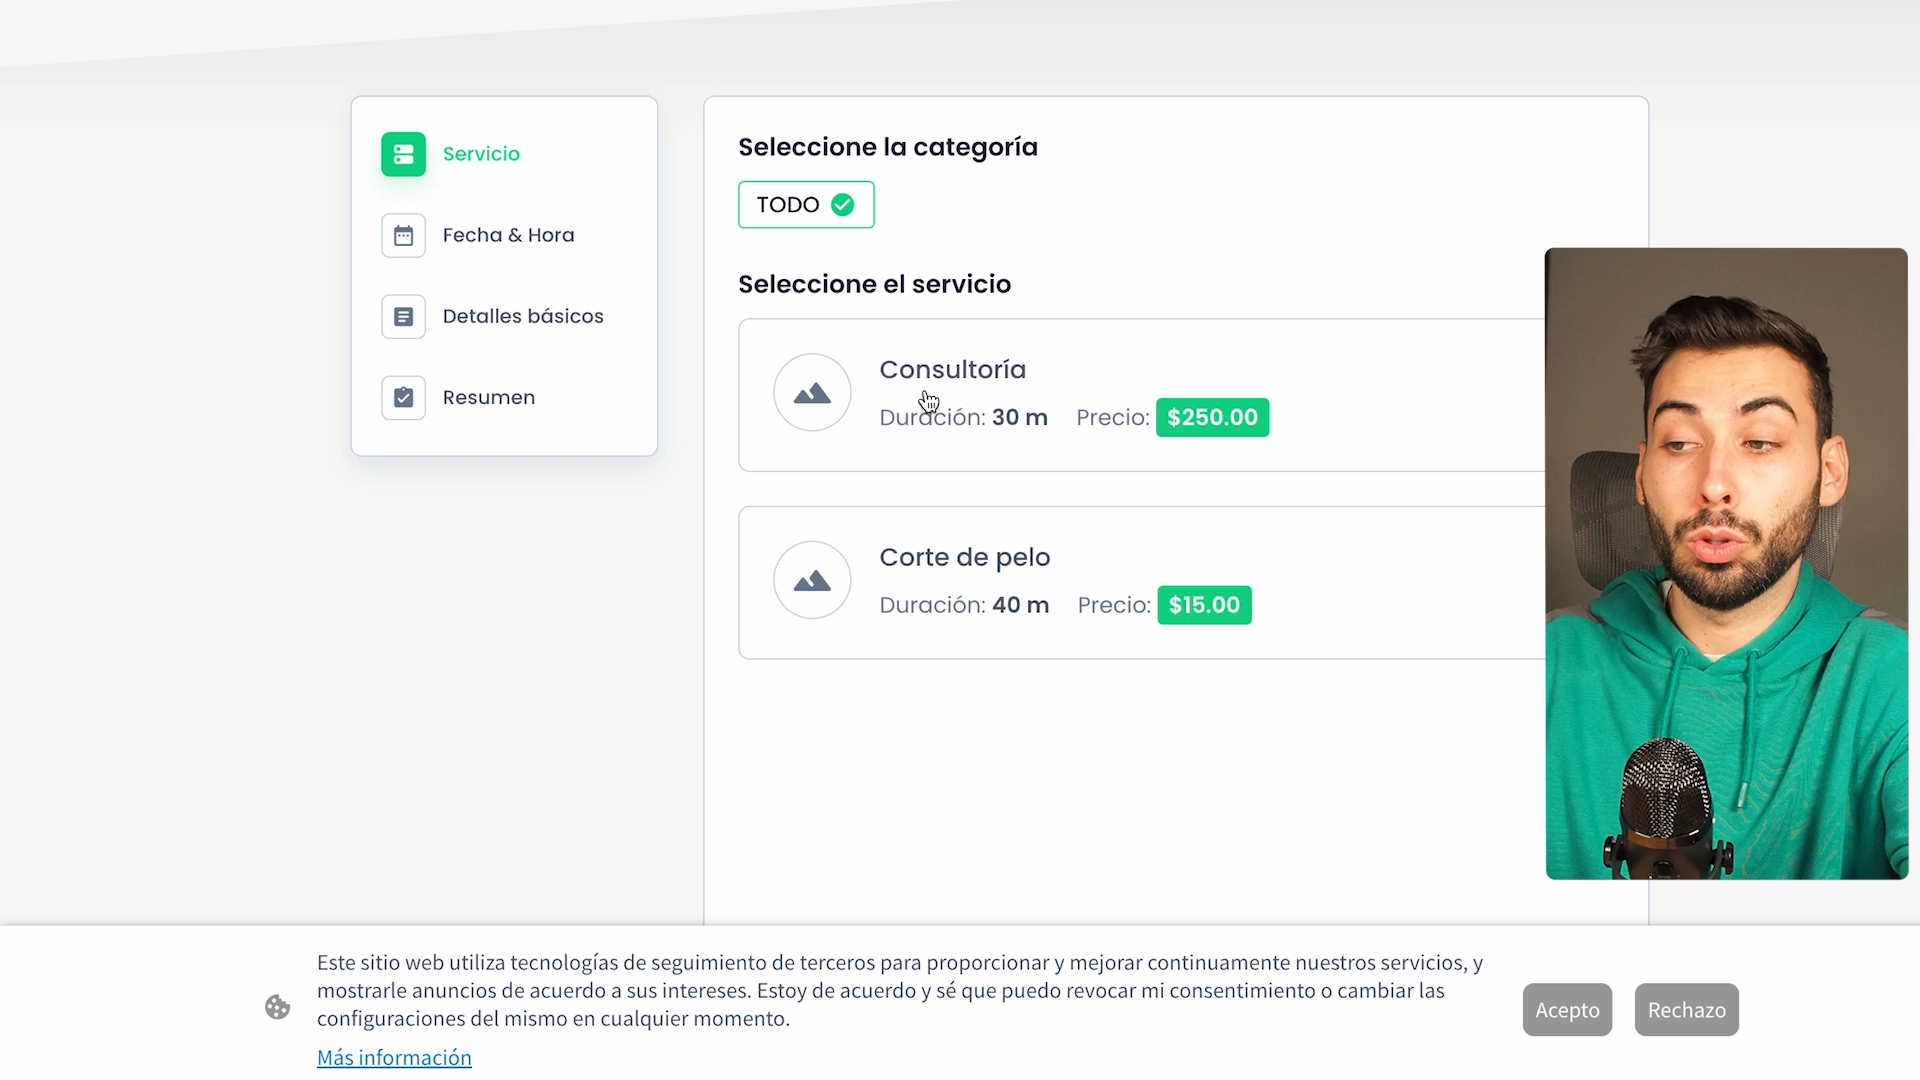 Servicio
Fecha & Hora
Detalles básicos
Resumen
Seleccione la categoría
TODO
Seleccione el servicio
Consultoría
Duración: 30 m Precio: $250.00
Corte de pelo
Duración: 40 m Precio: $15.00
Este sitio web utiliza tecnologías de seguimiento de terceros para proporcionar y mejorar continuamente nuestros servicios, y
mostrarle anuncios de acuerdo a sus intereses. Estoy de acuerdo y sé que puedo revocar mi consentimiento o cambiar las
configuraciones del mismo en cualquier momento.
Más información
Acepto
Rechazo